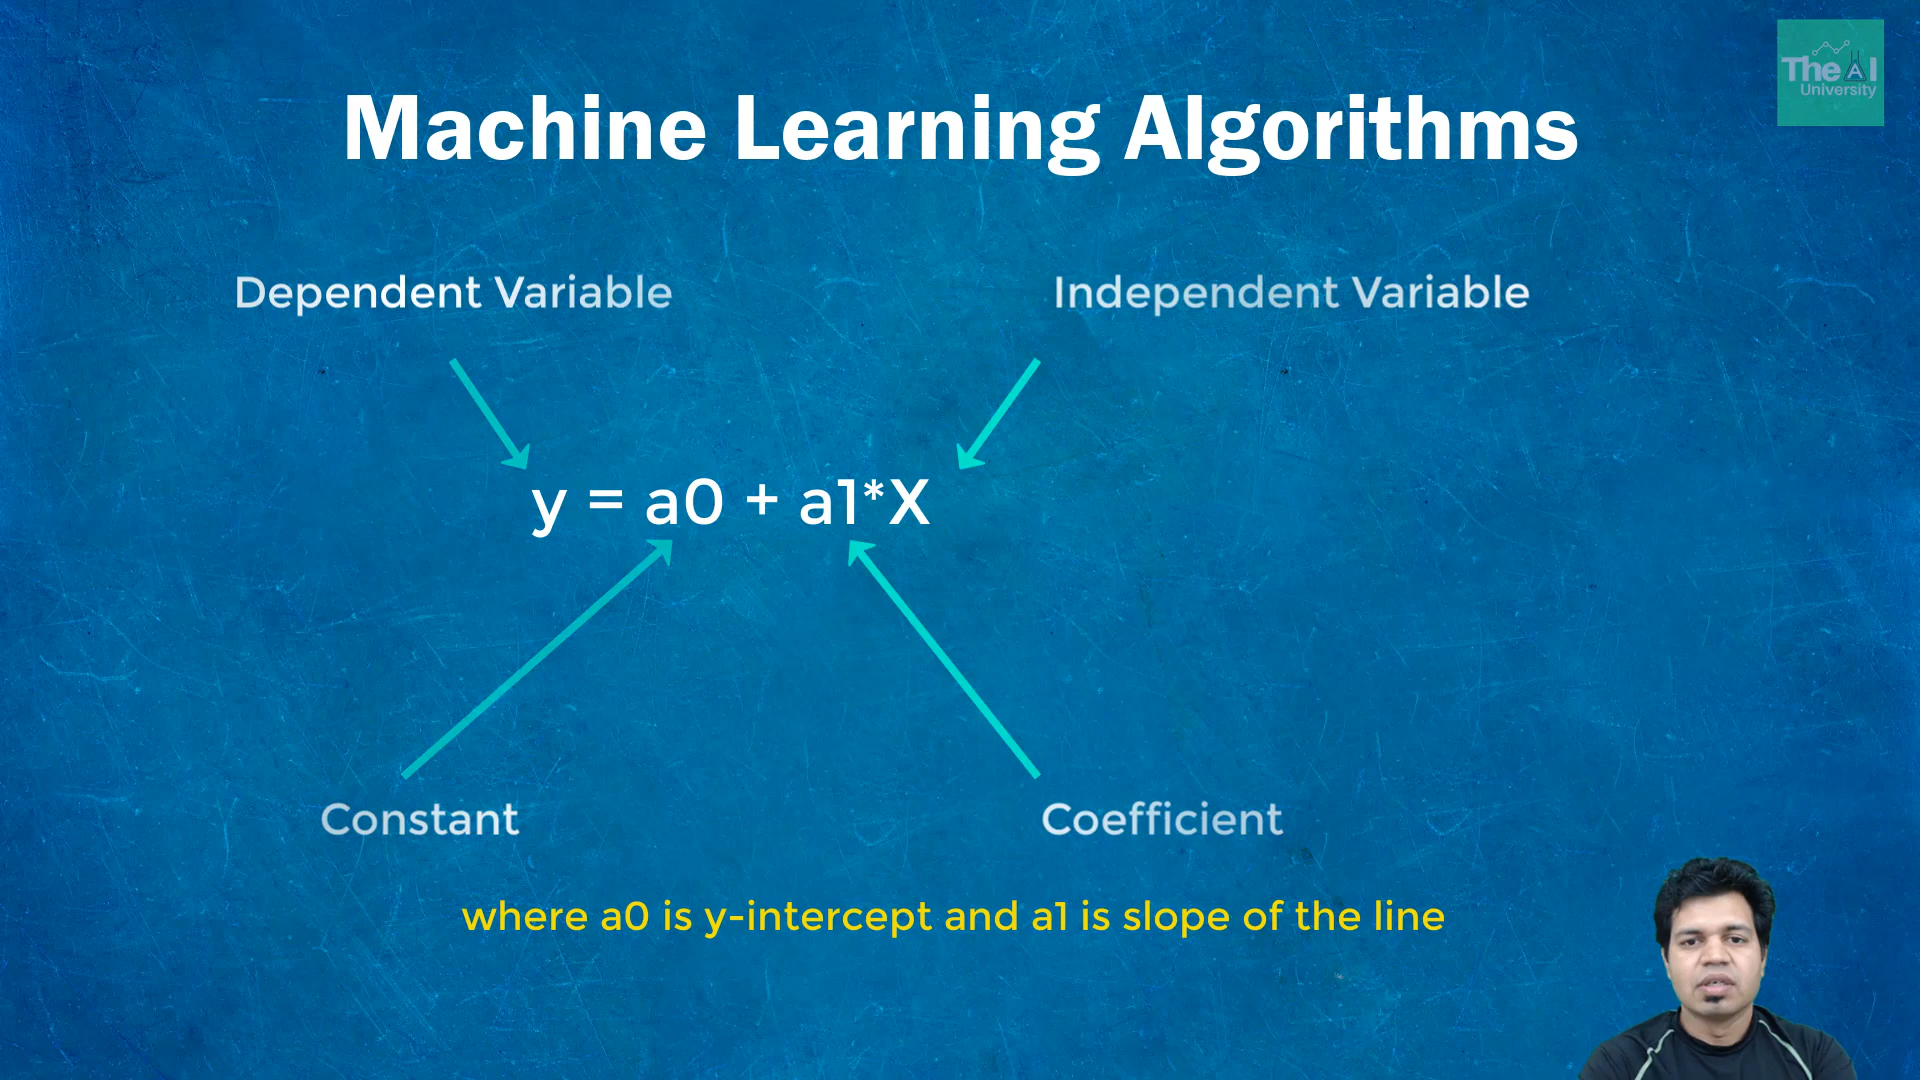 The AI
University
Machine Learning Algorithms
Dependent Variable
Independent Variable
y = a0 + a1*X
Constant
Coefficient
where a0 is y-intercept and a1 is slope of the line